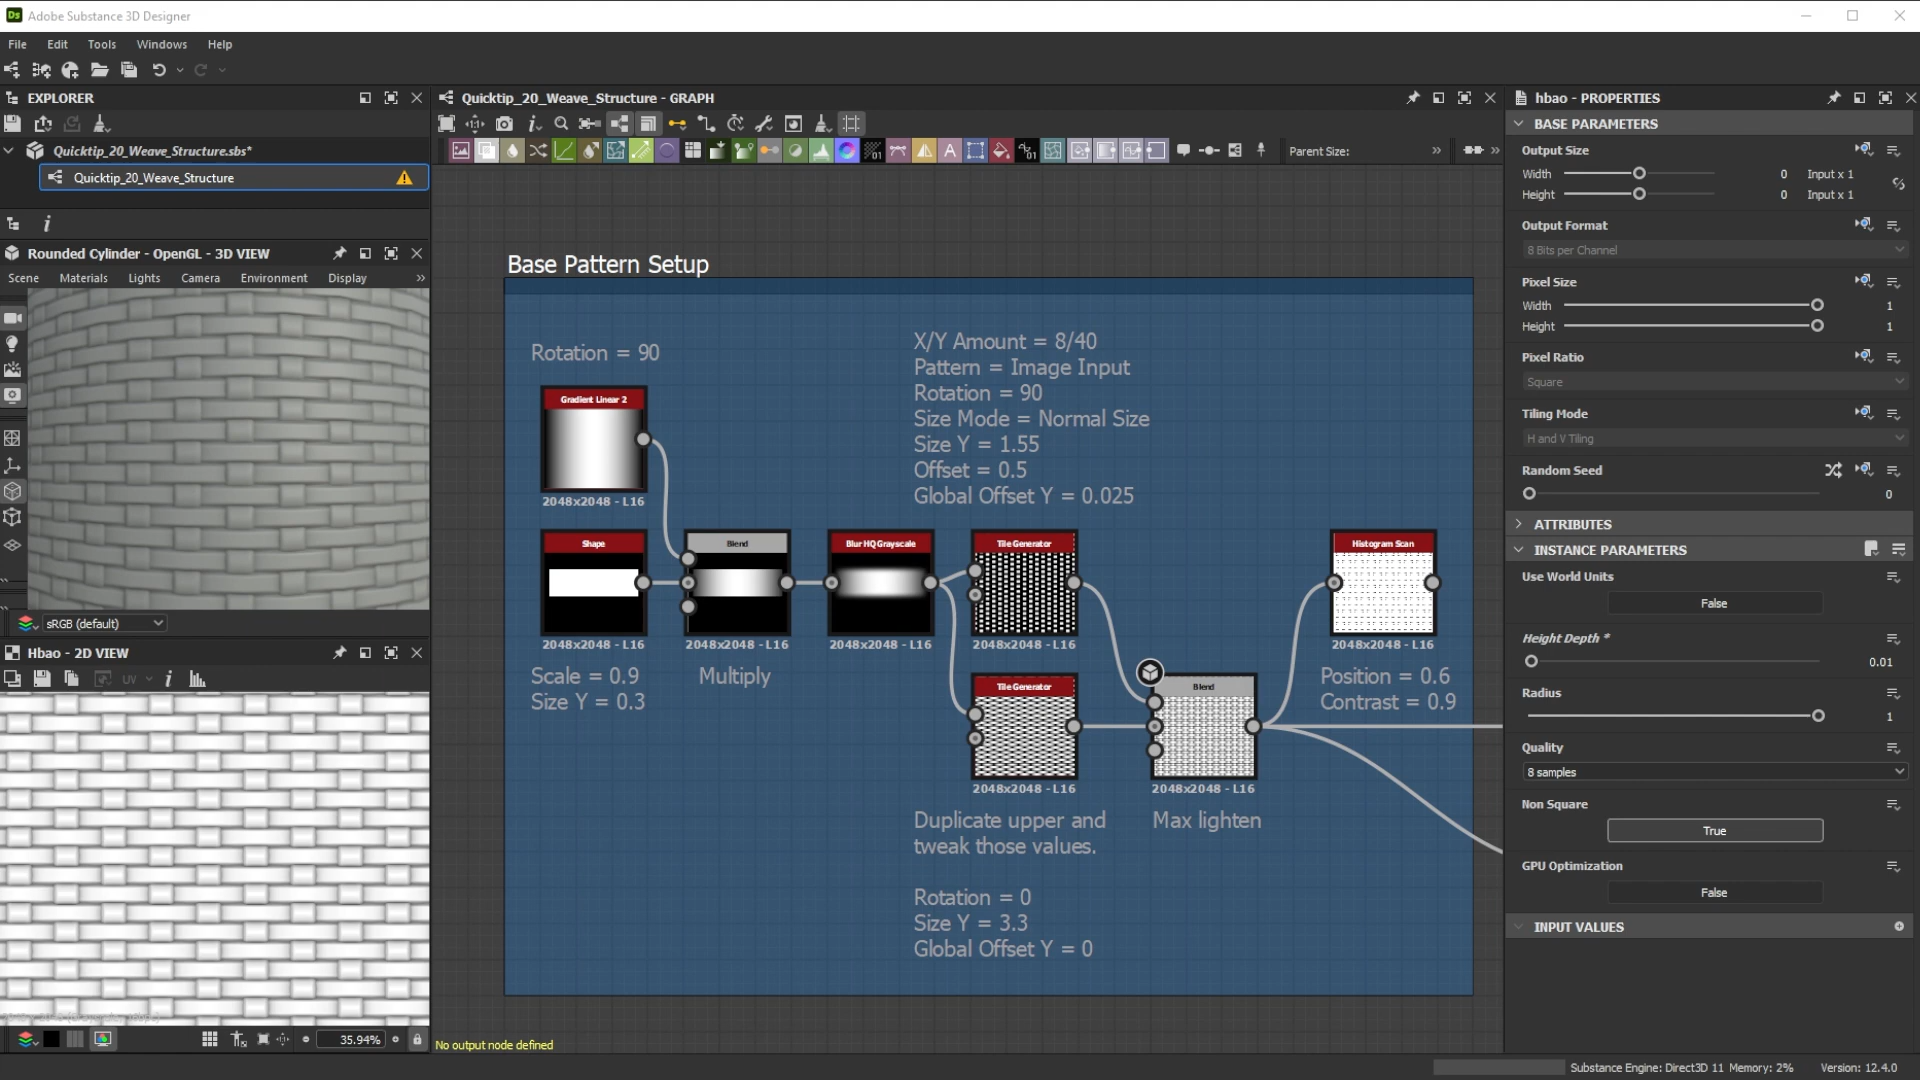 Ds Adobe Substance 3D Designer
File Edit Tools Windows Help
EXPLORER
Quicktip_20_Weave_Structure.sbs*
Quicktip_20_Weave_Structure
Rounded Cylinder - OpenGL - 3D VIEW
Scene Materials Lights Camera Environment Display »
sRGB (default)
Hbao - 2D VIEW
UV
35.94%
Quicktip_20_Weave_Structure - GRAPH
Parent Size:
Base Pattern Setup
Rotation = 90
Gradient Linear 2
2048x2048 - L16
X/Y Amount = 8/40
Pattern = Image Input
Rotation = 90
Size Mode = Normal Size
Size Y = 1.55
Offset = 0.5
Global Offset Y = 0.025
Shape
2048x2048 - L16
Scale = 0.9
Size Y = 0.3
Blend
2048x2048 - L16
Multiply
Blur HQ Grayscale
2048x2048 - L16
Tile Generator
2048x2048 - L16
Histogram Scan
2048x2048 - L16
Position = 0.6
Contrast = 0.9
Tile Generator
2048x2048 - L16
Duplicate upper and
tweak those values.
Rotation = 0
Size Y = 3.3
Global Offset Y = 0
Blend
2048x2048 - L16
Max lighten
No output node defined
hbao - PROPERTIES
BASE PARAMETERS
Output Size
Width 0 Input x 1
Height 0 Input x 1
Output Format
8 Bits per Channel
Pixel Size
Width 1
Height 1
Pixel Ratio
Square
Tiling Mode
H and V Tiling
Random Seed
0
ATTRIBUTES
INSTANCE PARAMETERS
Use World Units
False
Height Depth *
0.01
Radius
1
Quality
8 samples
Non Square
True
GPU Optimization
False
INPUT VALUES
Substance Engine: Direct3D 11 Memory: 2% Version: 12.4.0